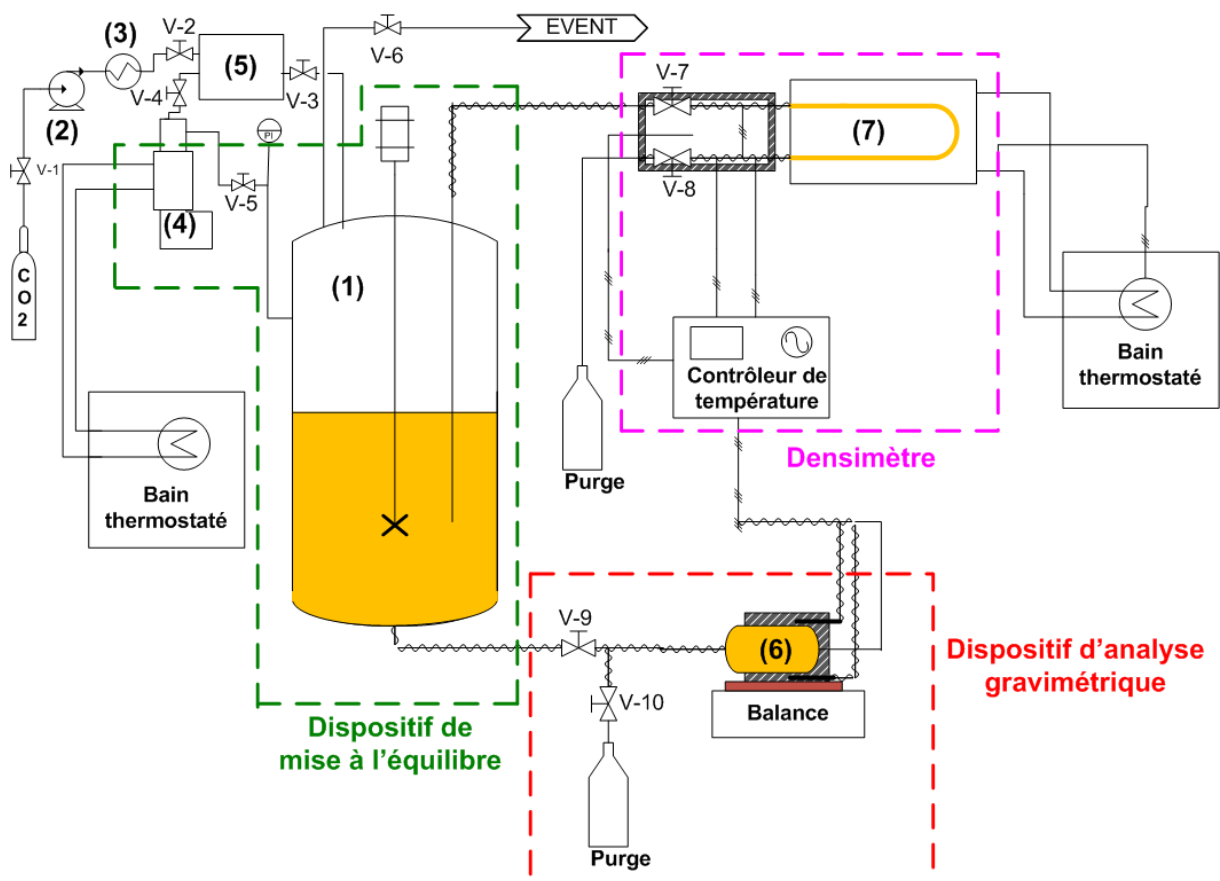 EVENT
(3)
V-2
V-6
(5)
V-7
V-4
V-3
(7)
(2)
PI
V-1
V-8
V-5
(4)
(1)
C
O
2
Contrôleur de
température
Bain
thermostaté
Densimètre
Purge
Bain
thermostaté
V-9
(6)
Dispositif d'analyse
gravimétrique
V-10
Balance
Dispositif de
mise à l'équilibre
Purge